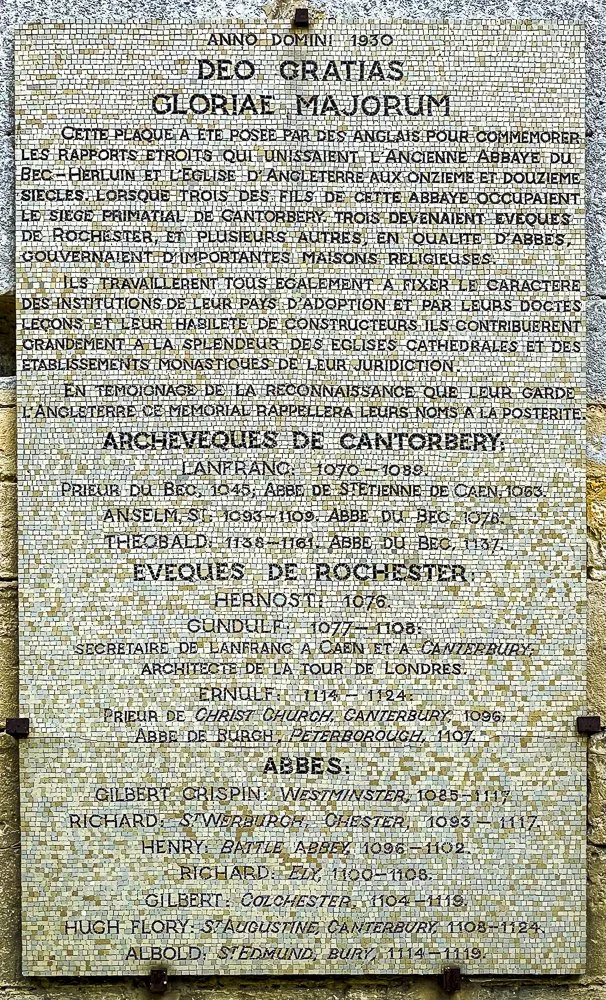 ANNO DOMINI 1930
DEO GRATIAS
GLORIAE MAJORUM
CETTE PLAQUE A ETE POSEE PAR DES ANGLAIS POUR COMMEMORER
LES RAPPORTS ETROITS QUI UNISSAIENT L'ANCIENNE ABBAYE DU
BEC-HERLUIN ET L'EGLISE D'ANGLETERRE AUX ONZIEME ET DOUZIEME
SIECLES. LORSQUE TROIS DES FILS DE CETTE ABBAYE OCCUPAIENT
LE SIEGE PRIMATIAL DE CANTORBERY. TROIS DEVENAIENT EVEQUES
DE ROCHESTER, ET PLUSIEURS AUTRES, EN QUALITE D'ABBES,
GOUVERNAIENT D'IMPORTANTES MAISONS RELIGIEUSES.
ILS TRAVAILLERENT TOUS EGALEMENT A FIXER LE CARACTERE
DES INSTITUTIONS DE LEUR PAYS D'ADOPTION ET PAR LEURS DOCTES
LEÇONS ET LEUR HABILETE DE CONSTRUCTEURS ILS CONTRIBUERENT
GRANDEMENT A LA SPLENDEUR DES EGLISES CATHEDRALES ET DES
ETABLISSEMENTS MONASTIQUES DE LEUR JURIDICTION.
EN TEMOIGNAGE DE LA RECONNAISSANCE QUE LEUR GARDE
L'ANGLETERRE CE MEMORIAL RAPPELLERA LEURS NOMS A LA POSTERITE.
ARCHEVEQUES DE CANTORBERY:
LANFRANC: 1070-1089.
PRIEUR DU BEC, 1045; ABBE DE ST ETIENNE DE CAEN. 1063.
ANSELM, ST: 1093-1109. ABBE DU BEC. 1078.
THEOBALD: 1138-1161. ABBE DU BEC, 1137.
EVEQUES DE ROCHESTER:
HERNOST: 1076.
GUNDULF: 1077-1108:
SECRETAIRE DE LANFRANC A CAEN ET A CANTERBURY;
ARCHITECTE DE LA TOUR DE LONDRES.
ERNULF: 1114-1124:
PRIEUR DE CHRIST CHURCH, CANTERBURY, 1096;
ABBE DE BURGH, PETERBOROUGH, 1107.
ABBES:
GILBERT CRISPIN: WESTMINSTER, 1085-1117.
RICHARD: ST WERBURGH, CHESTER, 1093-1117.
HENRY: BATTLE ABBEY, 1096-1102.
RICHARD: ELY, 1100-1108.
GILBERT: COLCHESTER, 1104-1119.
HUGH FLORY: ST AUGUSTINE, CANTERBURY, 1108-1124.
ALBOLD: ST EDMUND, BURY, 1114-1119.